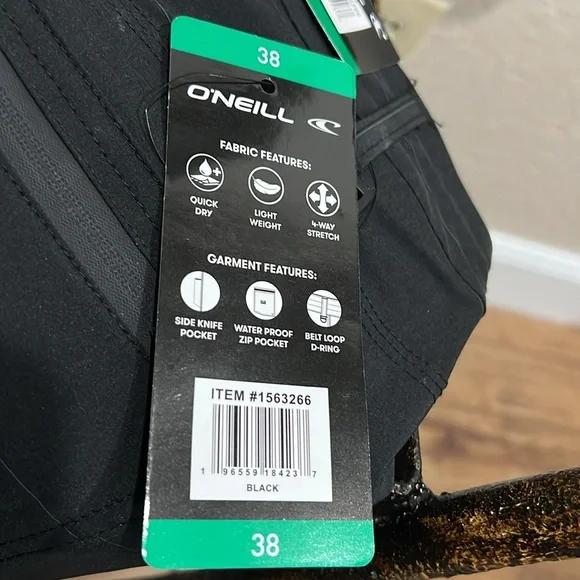 38
O'NEILL
FABRIC FEATURES:
QUICK DRY
LIGHT WEIGHT
4-WAY STRETCH
GARMENT FEATURES:
SIDE KNIFE POCKET
WATER PROOF ZIP POCKET
BELT LOOP D-RING
ITEM #1563266
1 96559 18423 7
BLACK
38